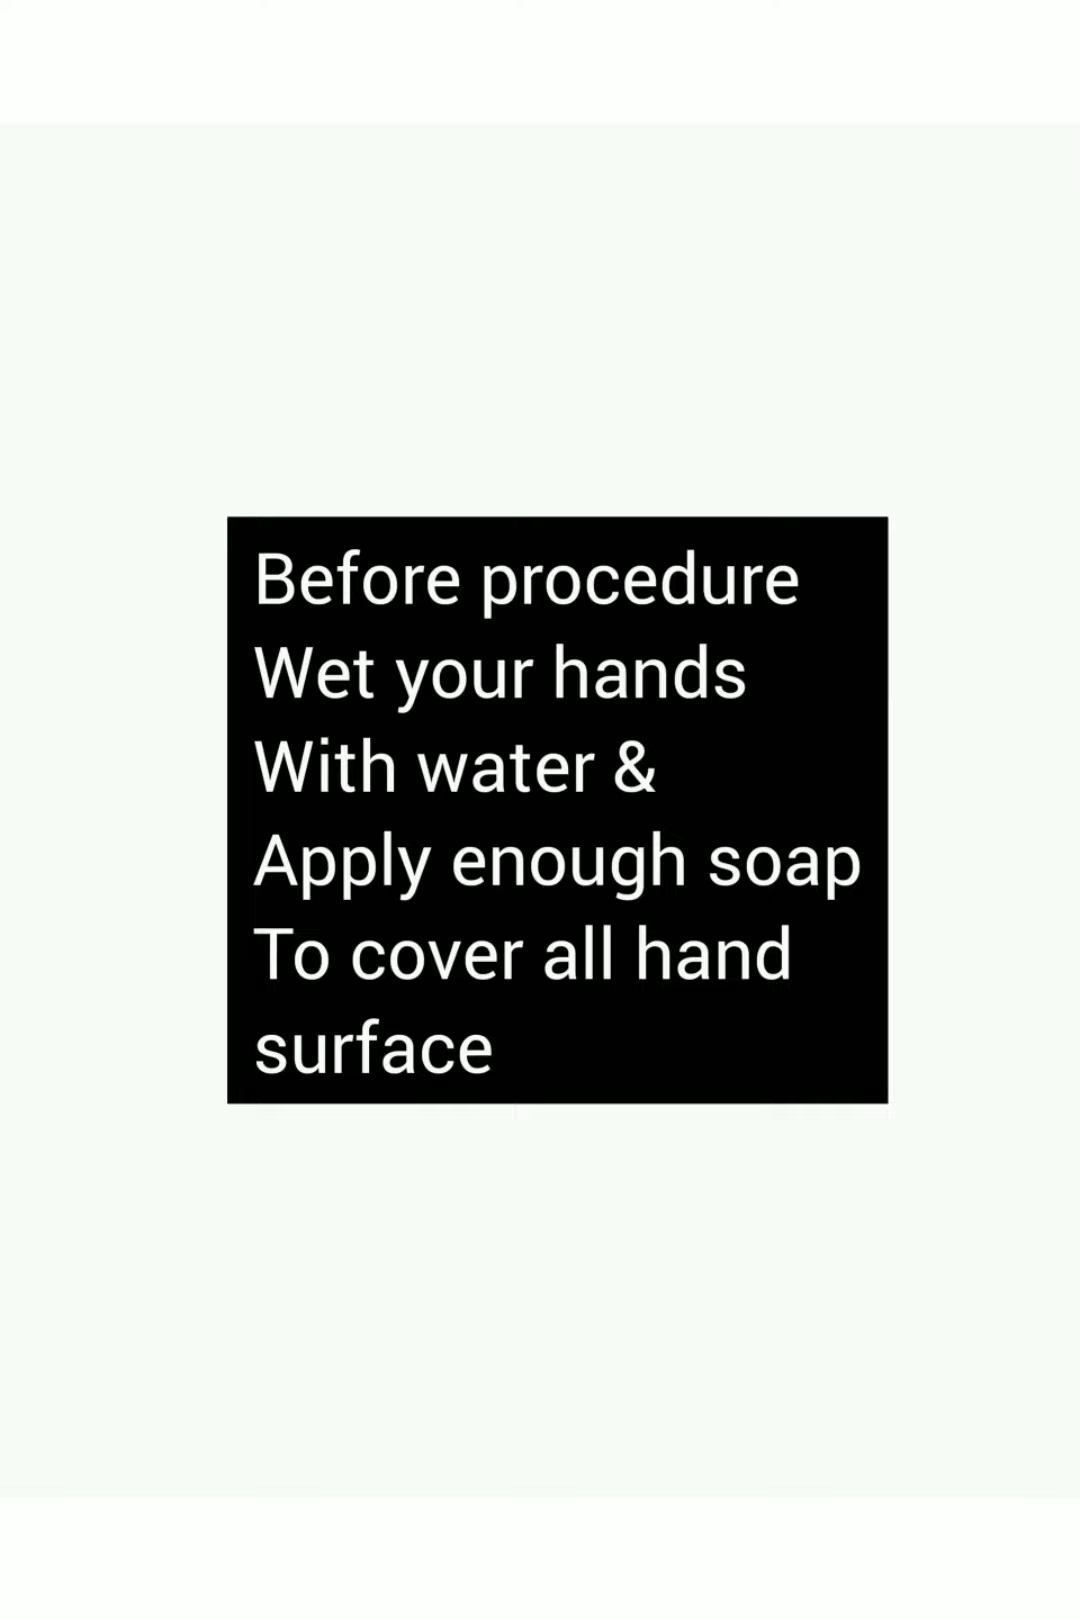 Before procedure
Wet your hands
With water &
Apply enough soap
To cover all hand
surface